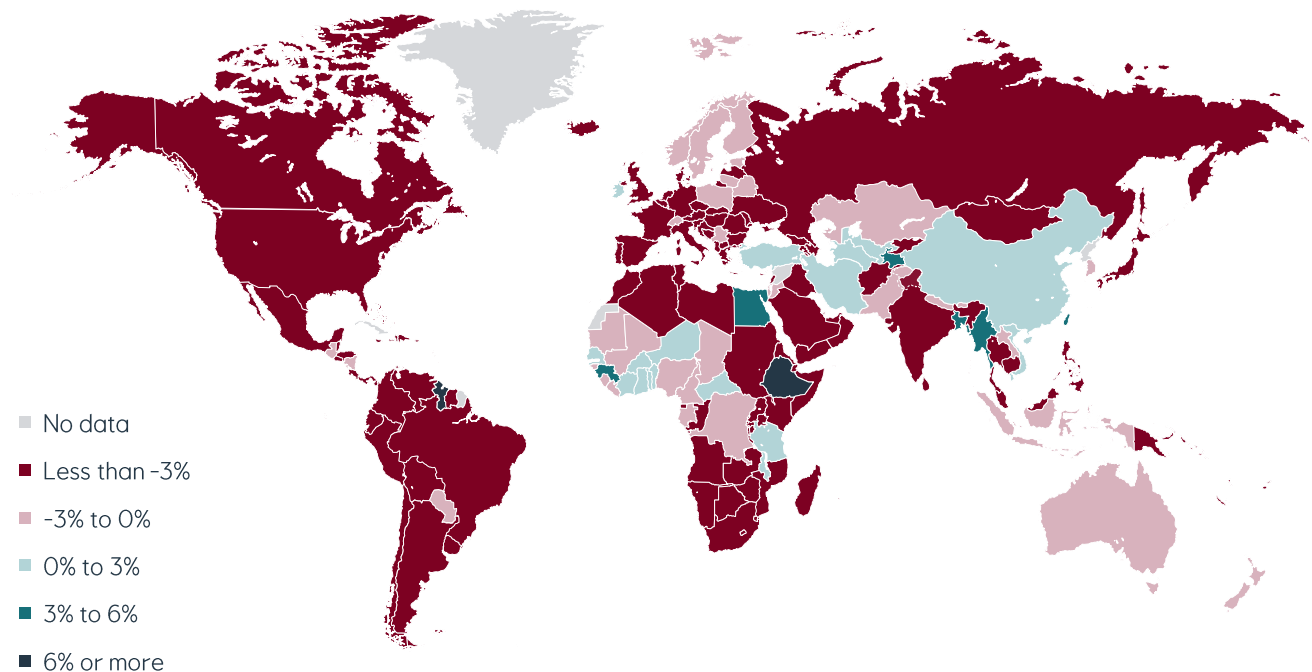 No data
Less than -3%
-3% to 0%
0% to 3%
3% to 6%
6% or more